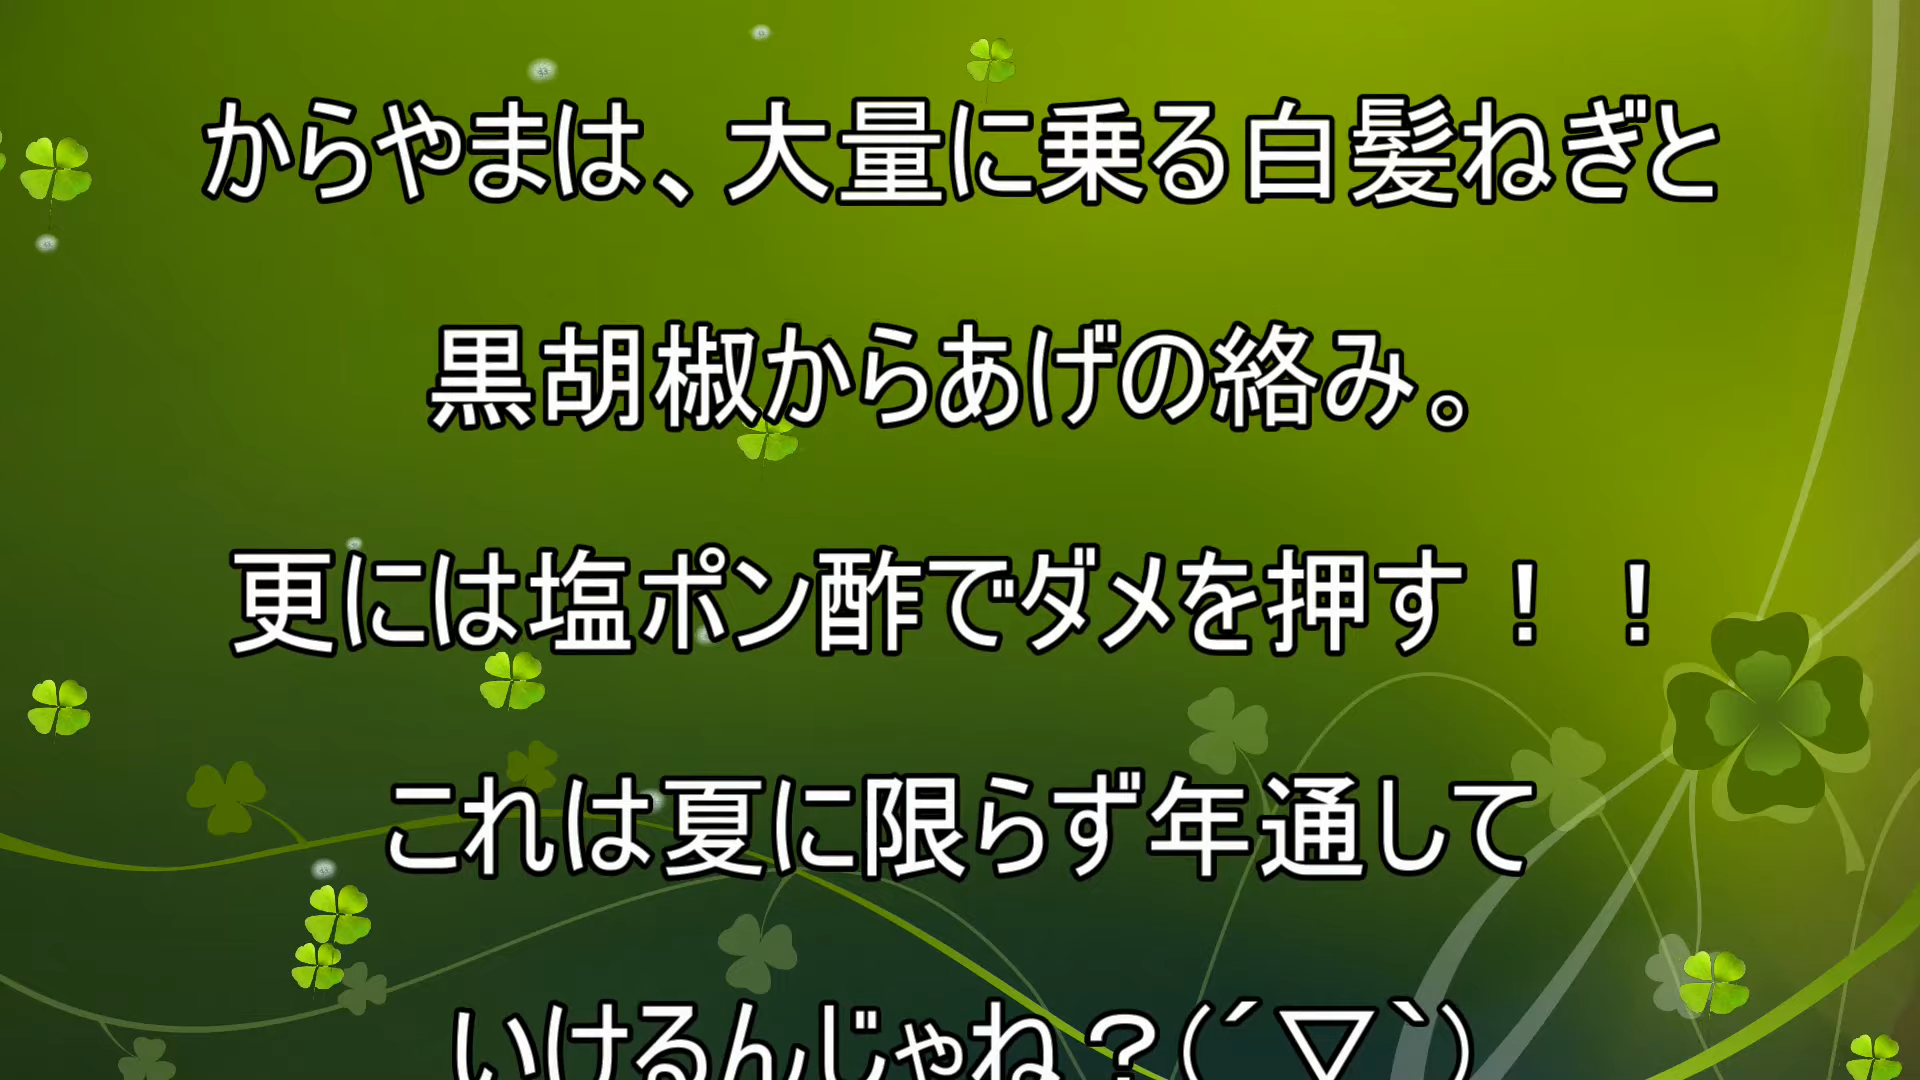 からやまは、大量に乗る白髪ねぎと
黒胡椒からあげの絡み。
更には塩ポン酢でダメを押す！！
これは夏に限らず年通して
いけるんじゃね？(´▽`)